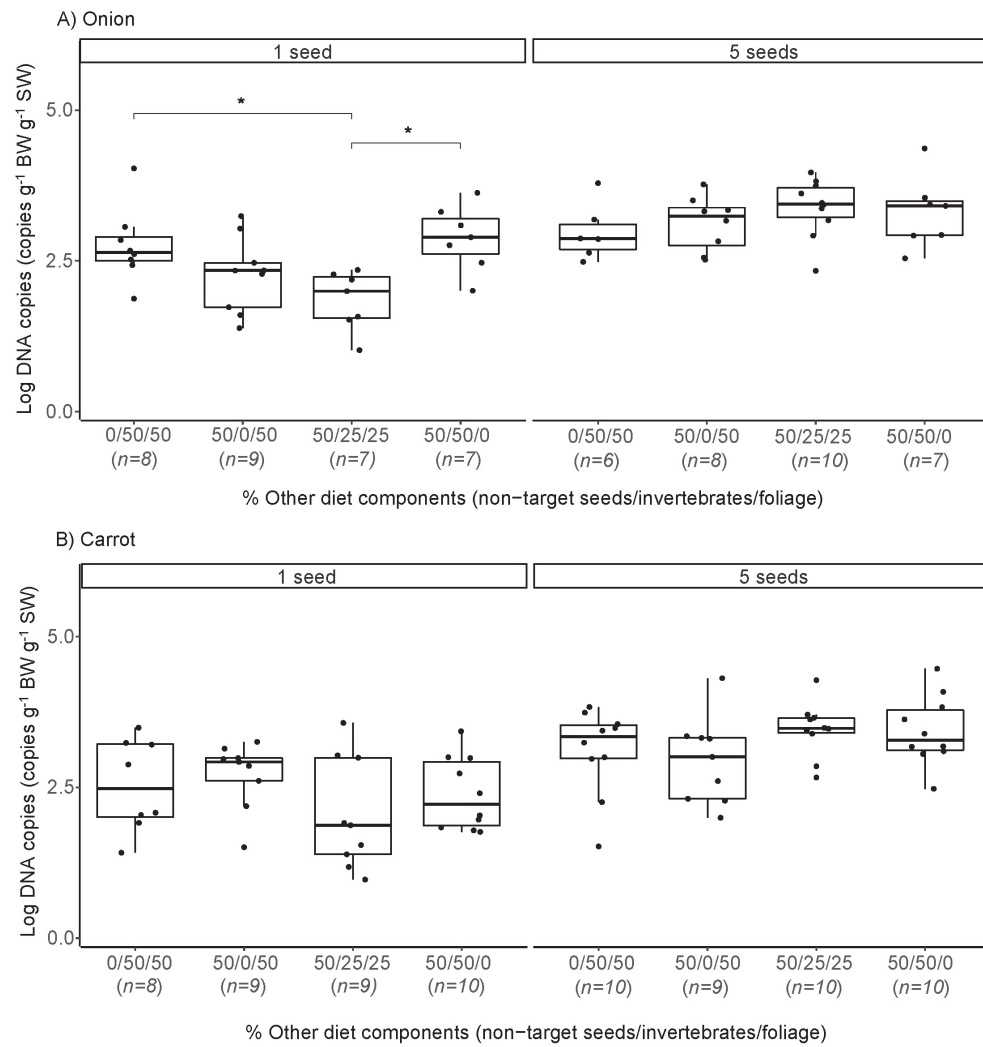 A) Onion
1 seed
5 seeds
Log DNA copies (copies g⁻¹ BW g⁻¹ SW)
5.0
2.5
0.0
*
*
0/50/50 50/0/50 50/25/25 50/50/0 0/50/50 50/0/50 50/25/25 50/50/0
(n=8) (n=9) (n=7) (n=7) (n=6) (n=8) (n=10) (n=7)
% Other diet components (non−target seeds/invertebrates/foliage)
B) Carrot
1 seed
5 seeds
Log DNA copies (copies g⁻¹ BW g⁻¹ SW)
5.0
2.5
0.0
0/50/50 50/0/50 50/25/25 50/50/0 0/50/50 50/0/50 50/25/25 50/50/0
(n=8) (n=9) (n=9) (n=10) (n=10) (n=9) (n=10) (n=10)
% Other diet components (non−target seeds/invertebrates/foliage)